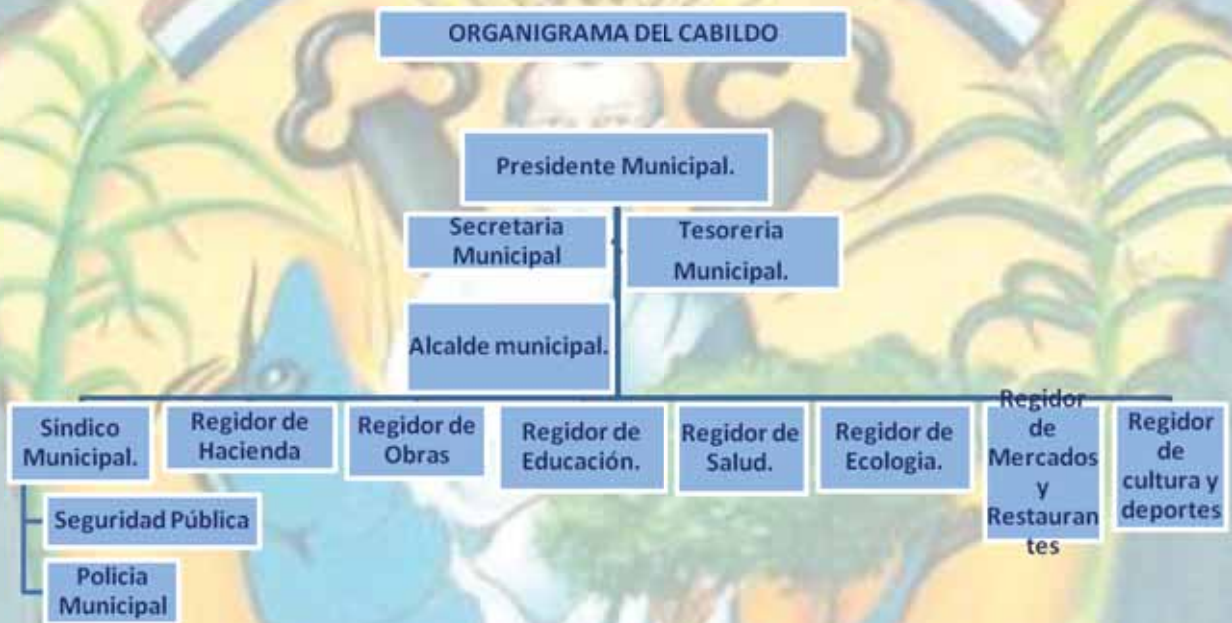 ORGANIGRAMA DEL CABILDO
Presidente Municipal.
Secretaria
Municipal
Tesoreria
Municipal.
Alcalde municipal.
Sindico
Municipal.
Regidor de
Hacienda
Regidor de
Obras
Regidor de
Educación.
Regidor de
Salud.
Regidor de
Ecologia.
Regidor
de
Mercados
y
Restauran
tes
Regidor
de
cultura y
deportes
Seguridad Pública
Policia
Municipal